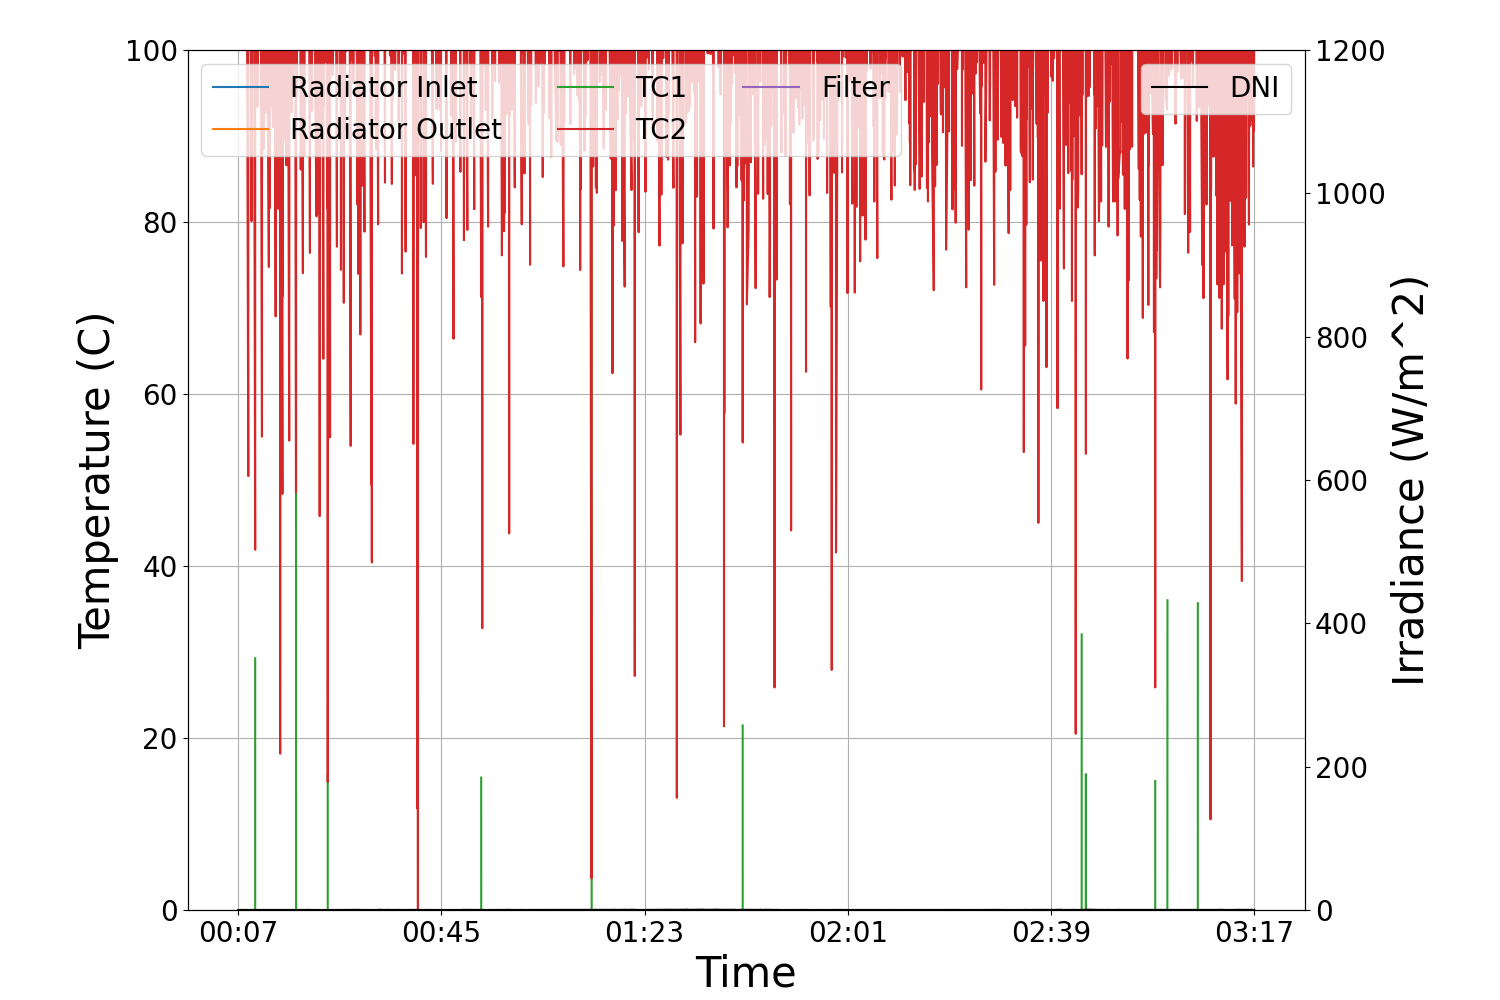 100
80
60
40
20
0
Temperature (C)
Radiator Inlet
Radiator Outlet
TC1
TC2
Filter
DNI
1200
1000
800
600
400
200
0
Irradiance (W/m^2)
00:07 00:45 01:23 02:01 02:39 03:17
Time